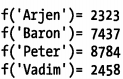 f('Arjen')= 2323
f('Baron')= 7437
f('Peter')= 8784
f('Vadim')= 2458